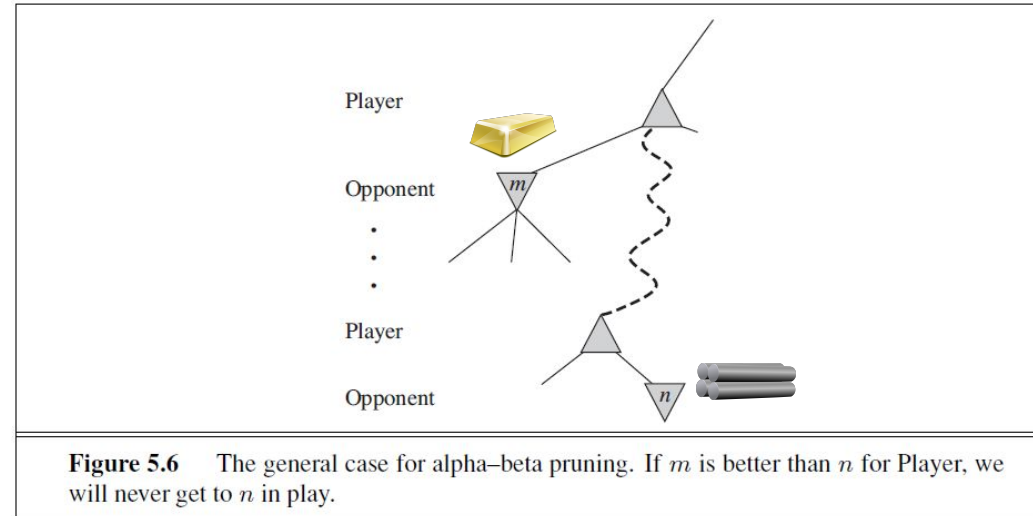 Player
m
Opponent
.
.
.
Player
Opponent
n
Figure 5.6 The general case for alpha–beta pruning. If m is better than n for Player, we
will never get to n in play.